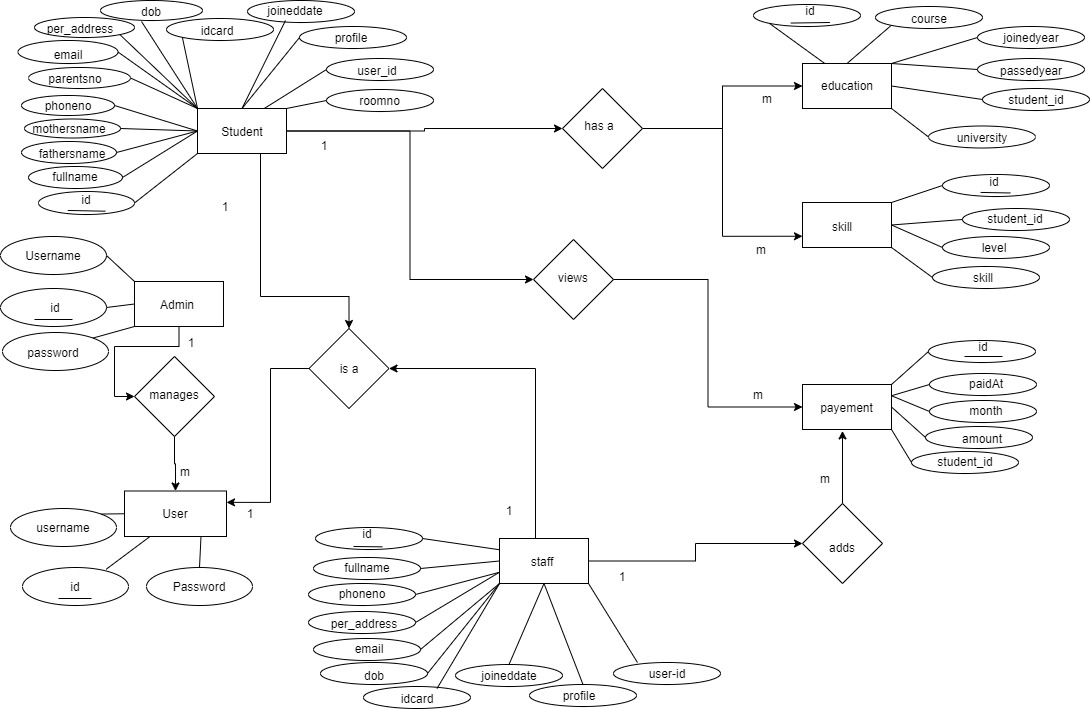 dob
joineddate
id
course
per_address
idcard
profile
joinedyear
email
user_id
passedyear
parentsno
roomno
education
student_id
phoneno
m
mothersname
Student
has a
university
fathersname
1
fullname
id
id
1
skill
student_id
m
level
Username
views
skill
id
Admin
password
1
is a
id
manages
m
paidAt
payement
month
amount
student_id
m
m
User
1
1
username
id
staff
adds
fullname
1
id
Password
phoneno
per_address
email
dob
joineddate
user-id
idcard
profile